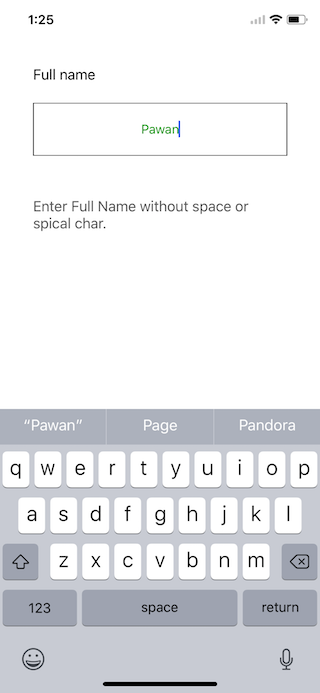 1:25
Full name
Pawan
Enter Full Name without space or
spical char.
“Pawan” Page Pandora
q w e r t y u i o p
a s d f g h j k l
z x c v b n m
123 space return